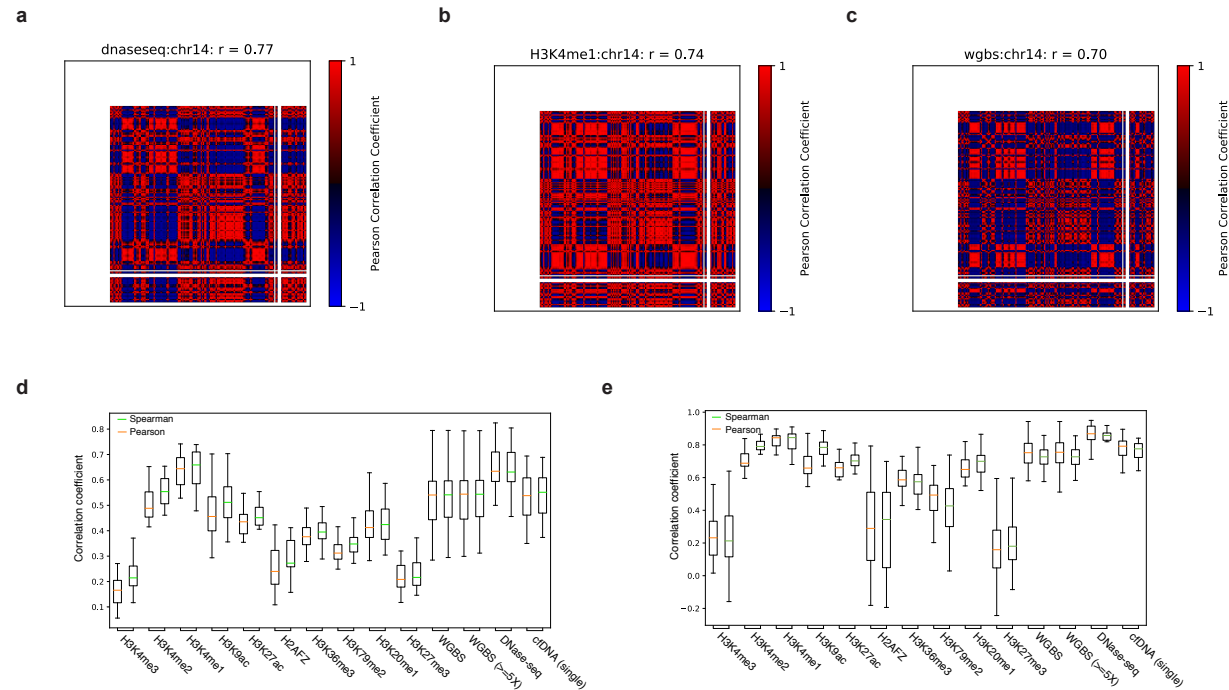 a
dnaseseq:chr14: r = 0.77
1
Pearson Correlation Coefficient
−1
b
H3K4me1:chr14: r = 0.74
1
Pearson Correlation Coefficient
−1
c
wgbs:chr14: r = 0.70
1
Pearson Correlation Coefficient
−1
d
Spearman
Pearson
Correlation coefficient
0.8
0.7
0.6
0.5
0.4
0.3
0.2
0.1
H3K4me3
H3K4me2
H3K4me1
H3K9ac
H3K27ac
H2AFZ
H3K36me3
H3K79me2
H3K20me1
H3K27me3
WGBS
WGBS (>=5X)
DNase-seq
cfDNA (single)
e
Spearman
Pearson
Correlation coefficient
1.0
0.8
0.6
0.4
0.2
0.0
−0.2
H3K4me3
H3K4me2
H3K4me1
H3K9ac
H3K27ac
H2AFZ
H3K36me3
H3K79me2
H3K20me1
H3K27me3
WGBS
WGBS (>=5X)
DNase-seq
cfDNA (single)